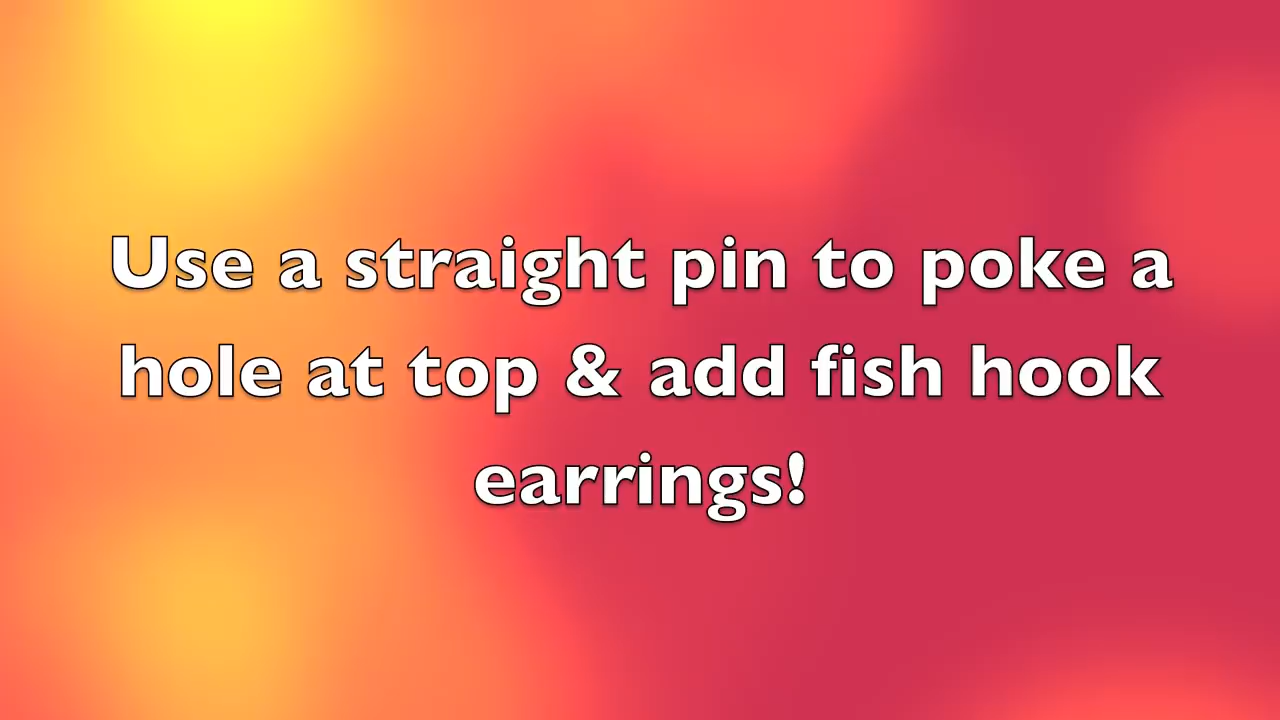 Use a straight pin to poke a
hole at top & add fish hook
earrings!